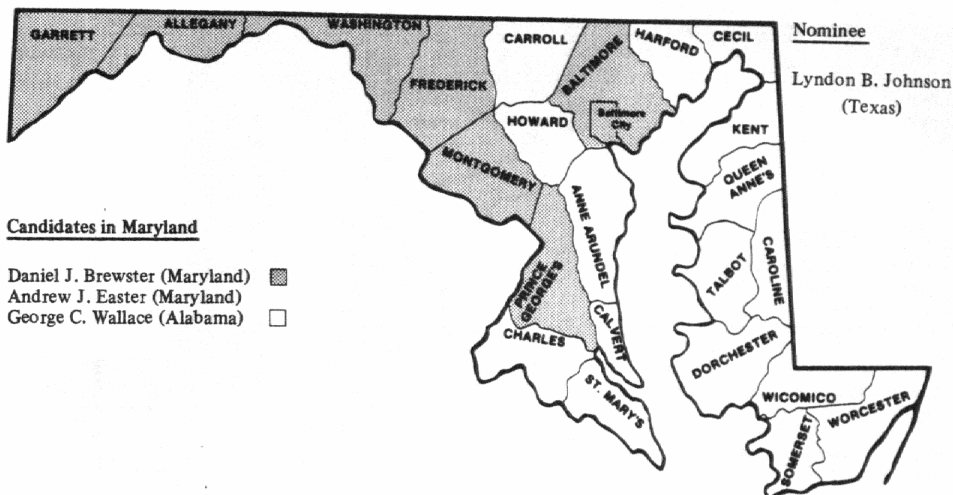 GARRETT
ALLEGANY
WASHINGTON
FREDERICK
CARROLL
BALTIMORE
HARFORD
CECIL
Baltimore
City
HOWARD
MONTGOMERY
ANNE ARUNDEL
PRINCE
GEORGE'S
CALVERT
CHARLES
ST. MARY'S
KENT
QUEEN
ANNE'S
TALBOT
CAROLINE
DORCHESTER
WICOMICO
SOMERSET
WORCESTER
Nominee
Lyndon B. Johnson
(Texas)
Candidates in Maryland
Daniel J. Brewster (Maryland)
Andrew J. Easter (Maryland)
George C. Wallace (Alabama)